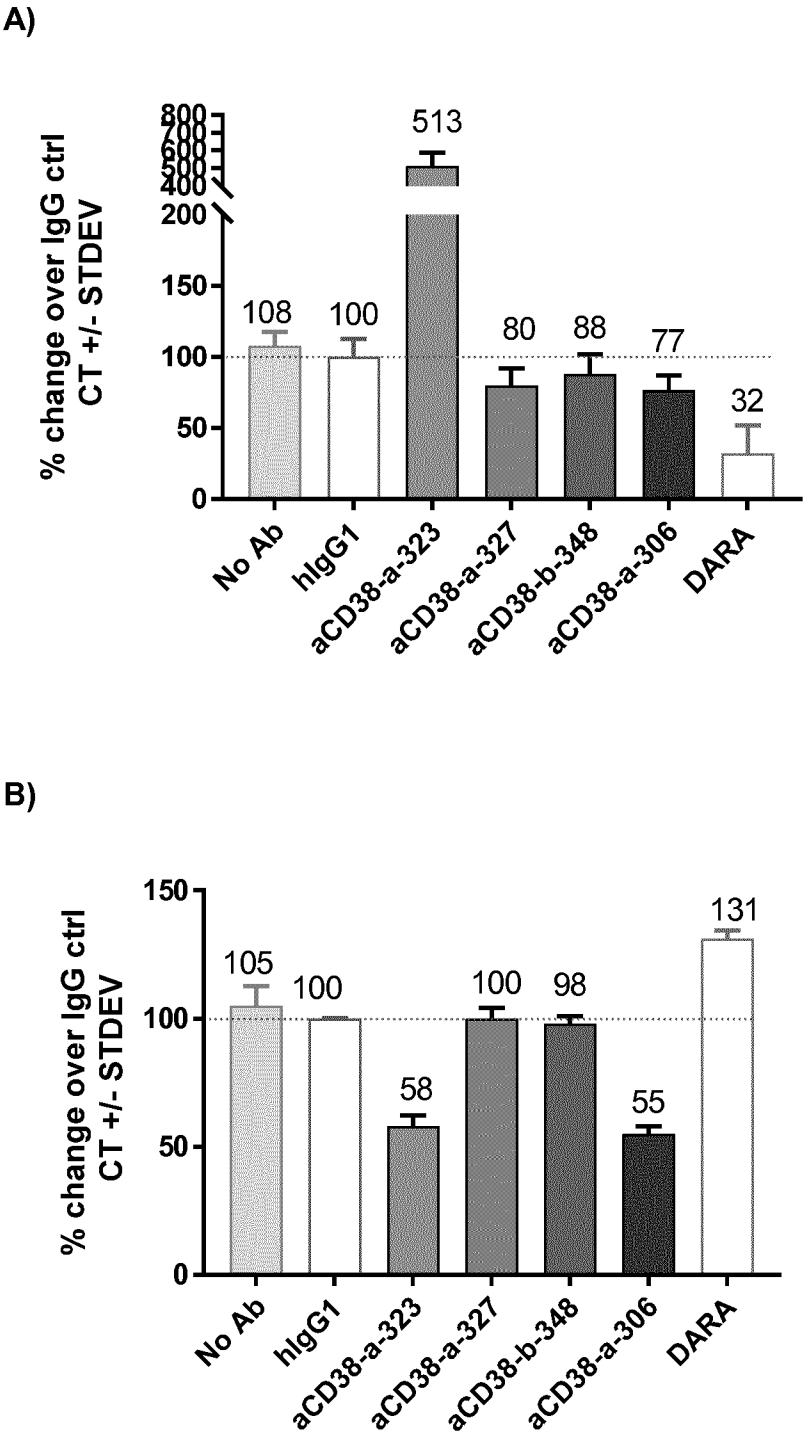 A)
% change over IgG ctrl
CT +/- STDEV
800
700
600
500
400
200
150
100
50
0
108
100
513
80
88
77
32
No Ab
hIgG1
aCD38-a-323
aCD38-a-327
aCD38-b-348
aCD38-a-306
DARA
B)
% change over IgG ctrl
CT +/- STDEV
150
100
50
0
105
100
58
100
98
55
131
No Ab
hIgG1
aCD38-a-323
aCD38-a-327
aCD38-b-348
aCD38-a-306
DARA